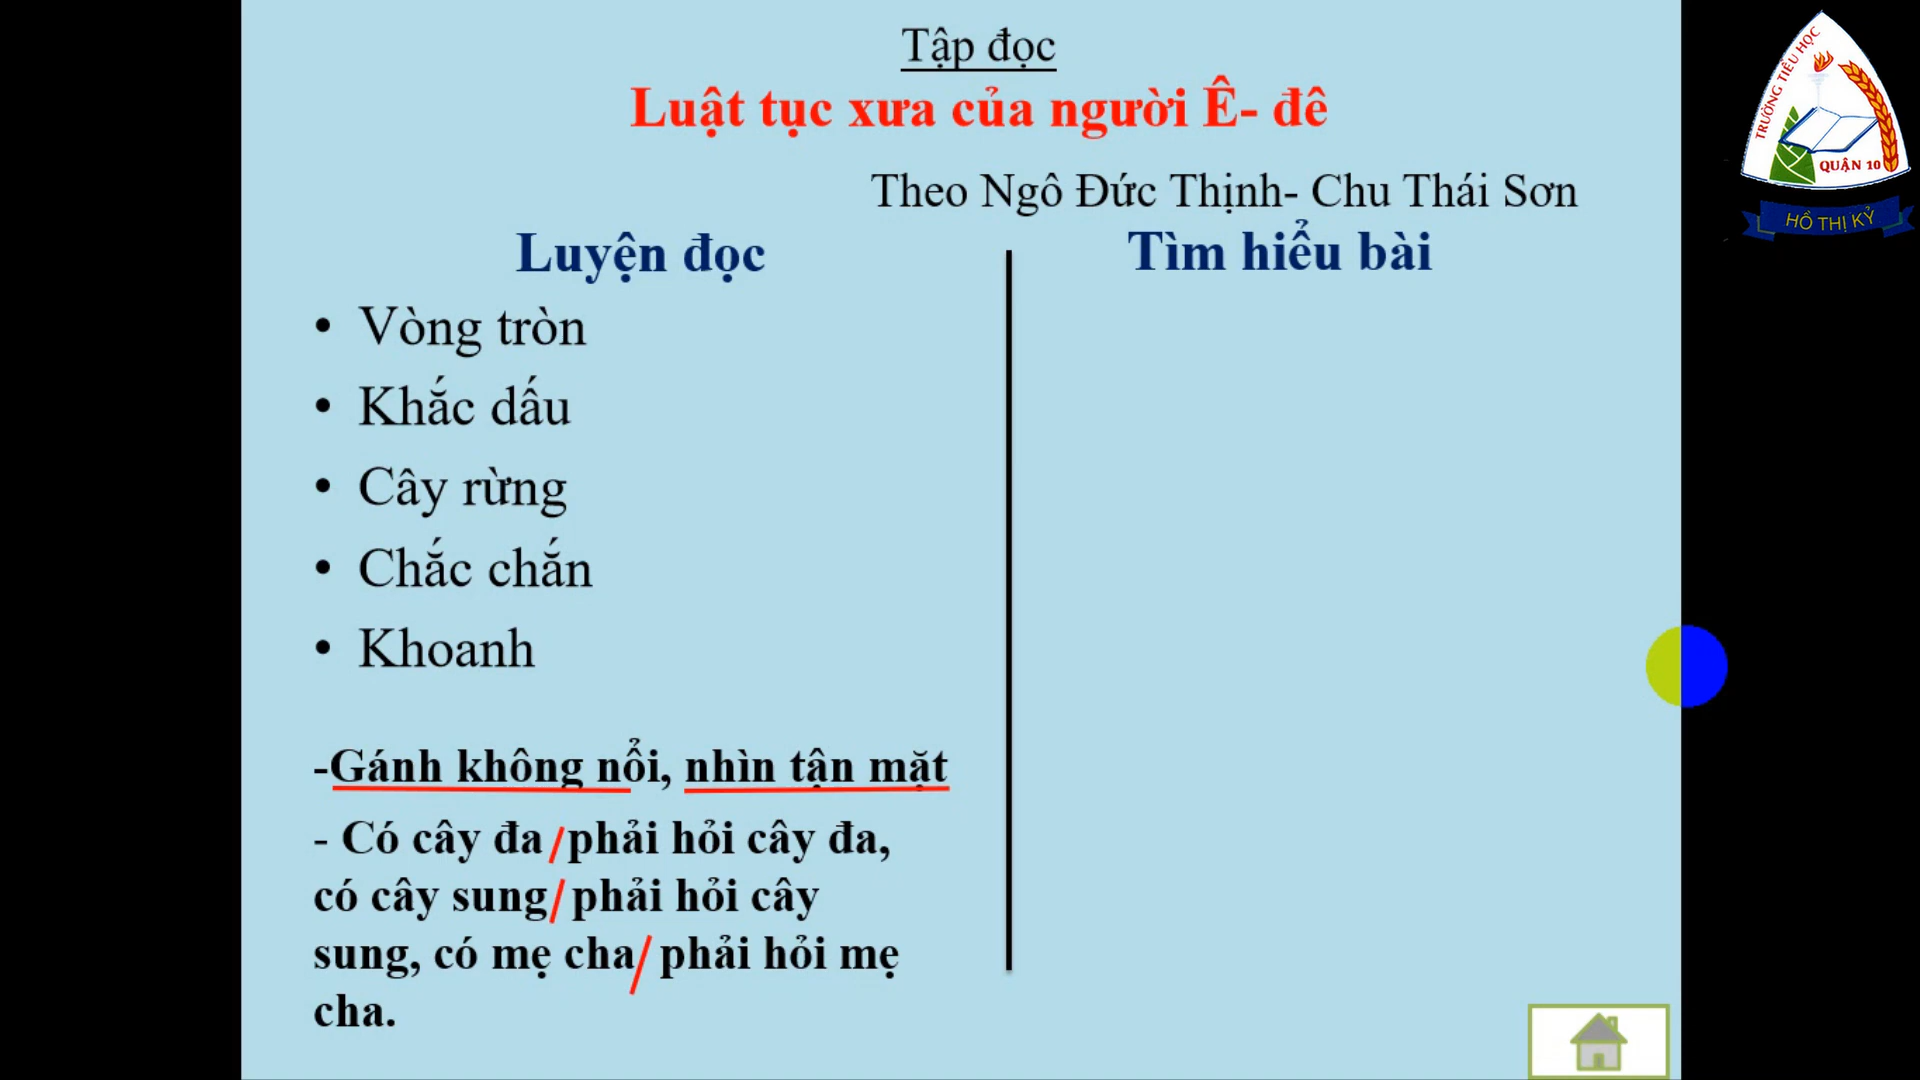 Tập đọc
Luật tục xưa của người Ê- đê
Theo Ngô Đức Thịnh- Chu Thái Sơn
Luyện đọc
• Vòng tròn
• Khắc dấu
• Cây rừng
• Chắc chắn
• Khoanh
-Gánh không nổi, nhìn tận mặt
- Có cây đa/phải hỏi cây đa,
có cây sung/phải hỏi cây
sung, có mẹ cha/phải hỏi mẹ
cha.
Tìm hiểu bài
TRƯỜNG TIỂU HỌC
QUẬN 10
HỒ THỊ KỶ